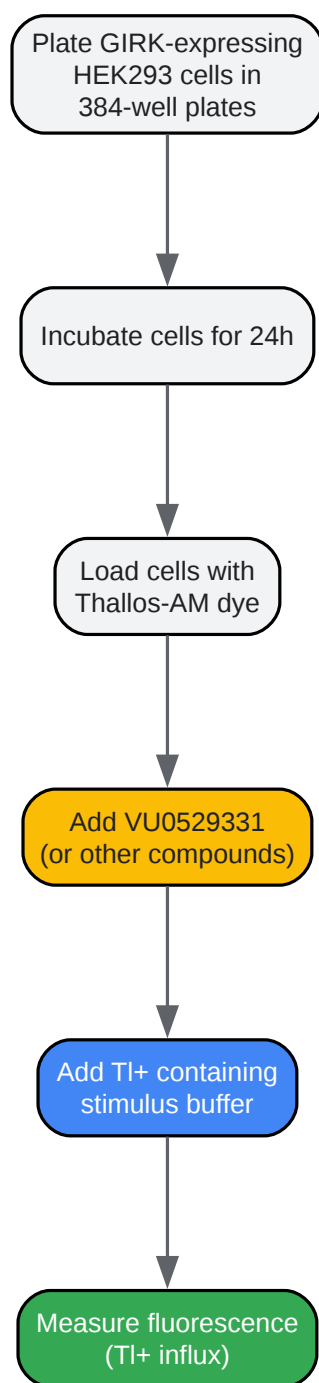 Plate GIRK-expressing
HEK293 cells in
384-well plates
Incubate cells for 24h
Load cells with
Thallos-AM dye
Add VU0529331
(or other compounds)
Add Tl+ containing
stimulus buffer
Measure fluorescence
(Tl+ influx)